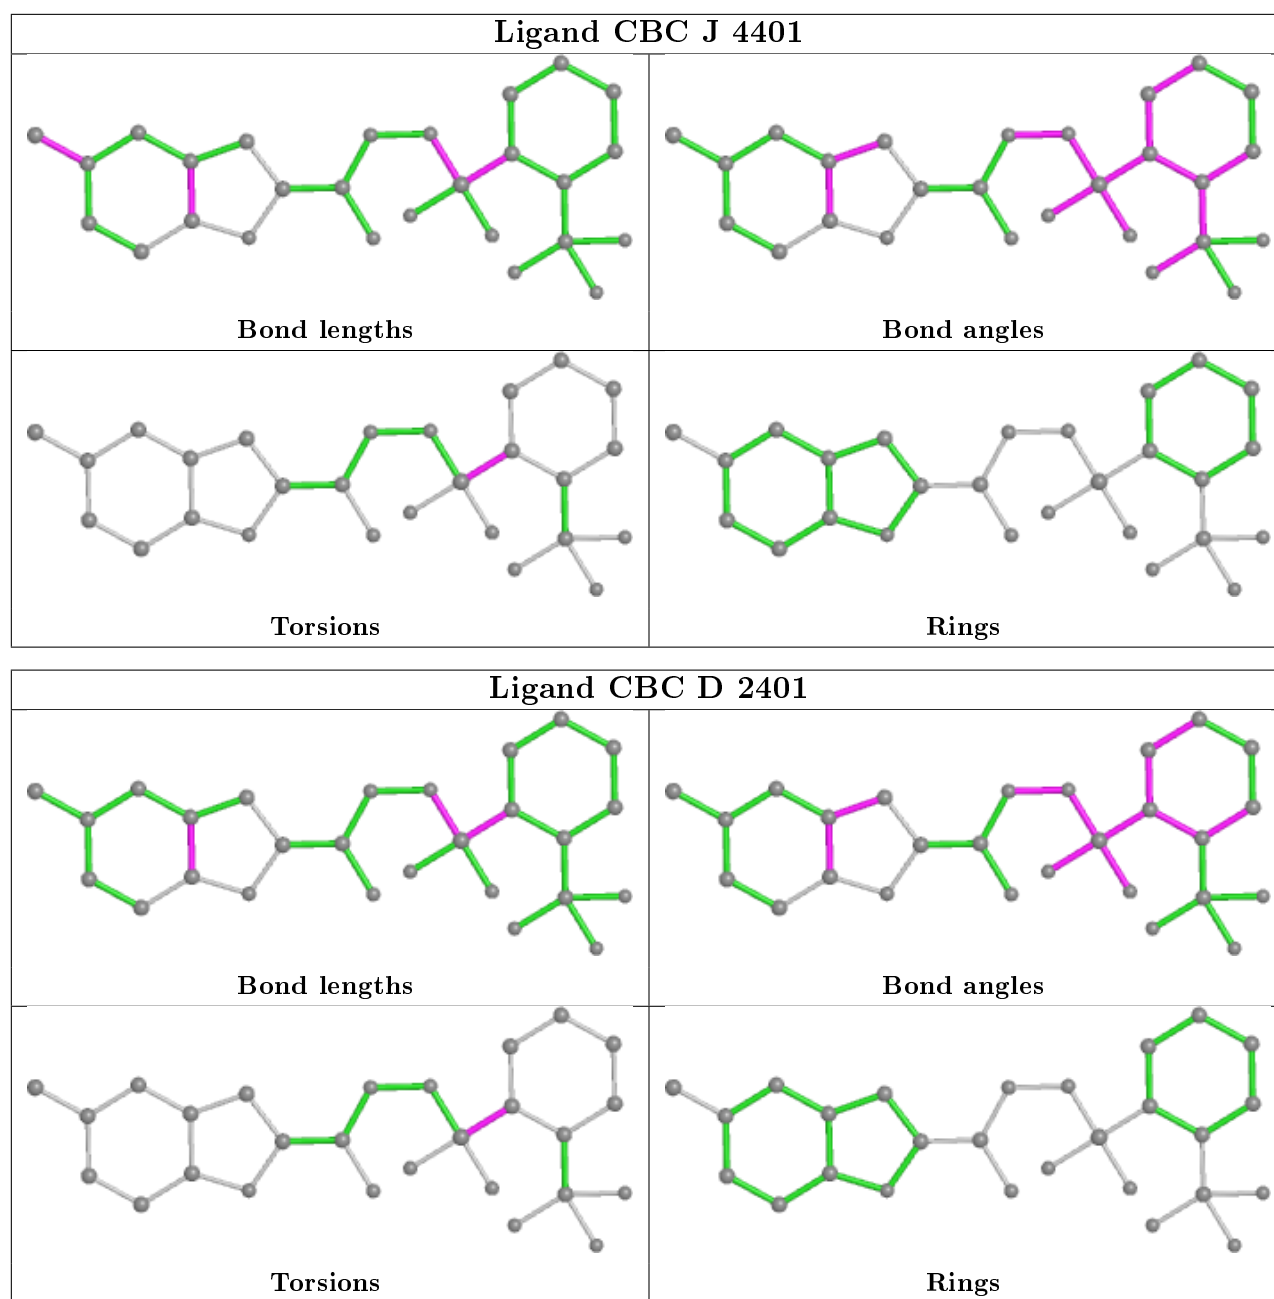 Ligand CBC J 4401
Bond lengths
Bond angles
Torsions
Rings
Ligand CBC D 2401
Bond lengths
Bond angles
Torsions
Rings